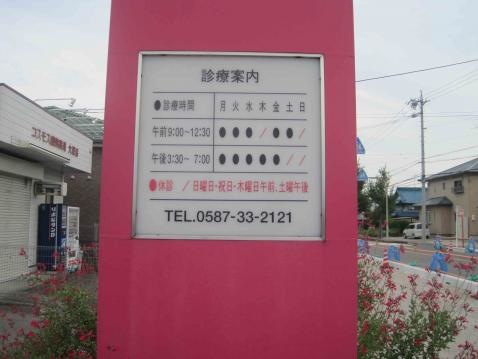 診療案内
●診療時間 月 火 水 木 金 土 日
午前9:00~12:30 ● ● ● / ● ● /
午後3:30~7:00 ● ● ● ● ● / /
●休診 / 日曜日・祝日・木曜日午前、土曜午後
TEL.0587-33-2121